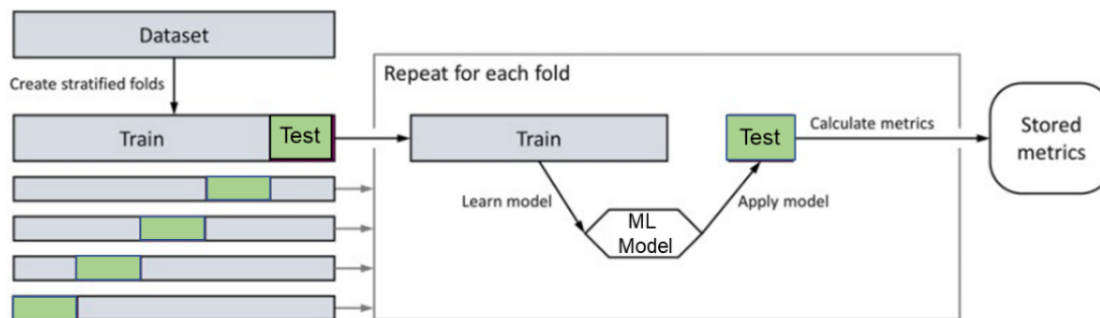 Dataset
Create stratified folds
Train
Test
Repeat for each fold
Train
Test
Calculate metrics
Stored
metrics
Learn model
ML
Model
Apply model